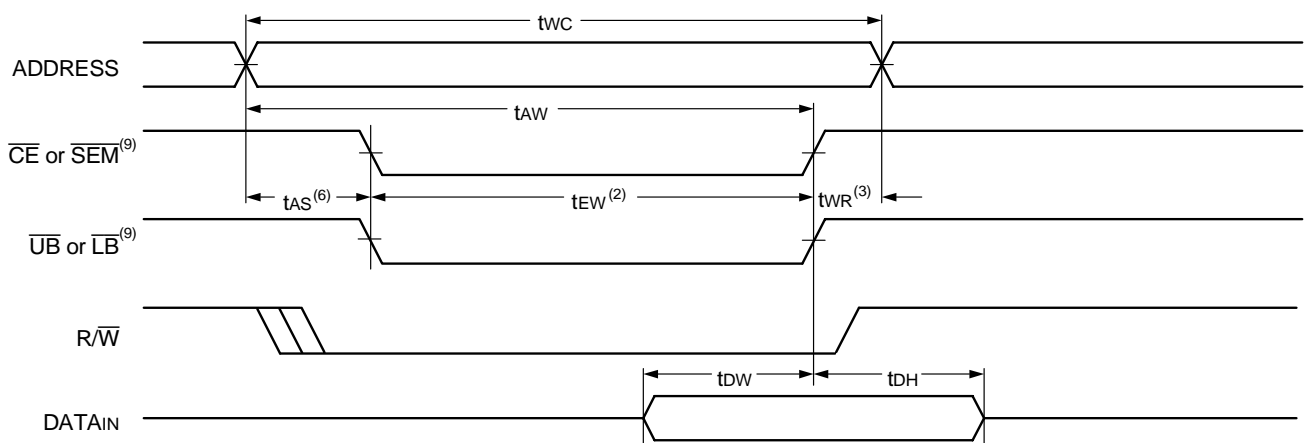 tWC
ADDRESS
tAW
CE or SEM(9)
tAS(6)
tEW(2)
tWR(3)
UB or LB(9)
R/W
tDW
tDH
DATAIN